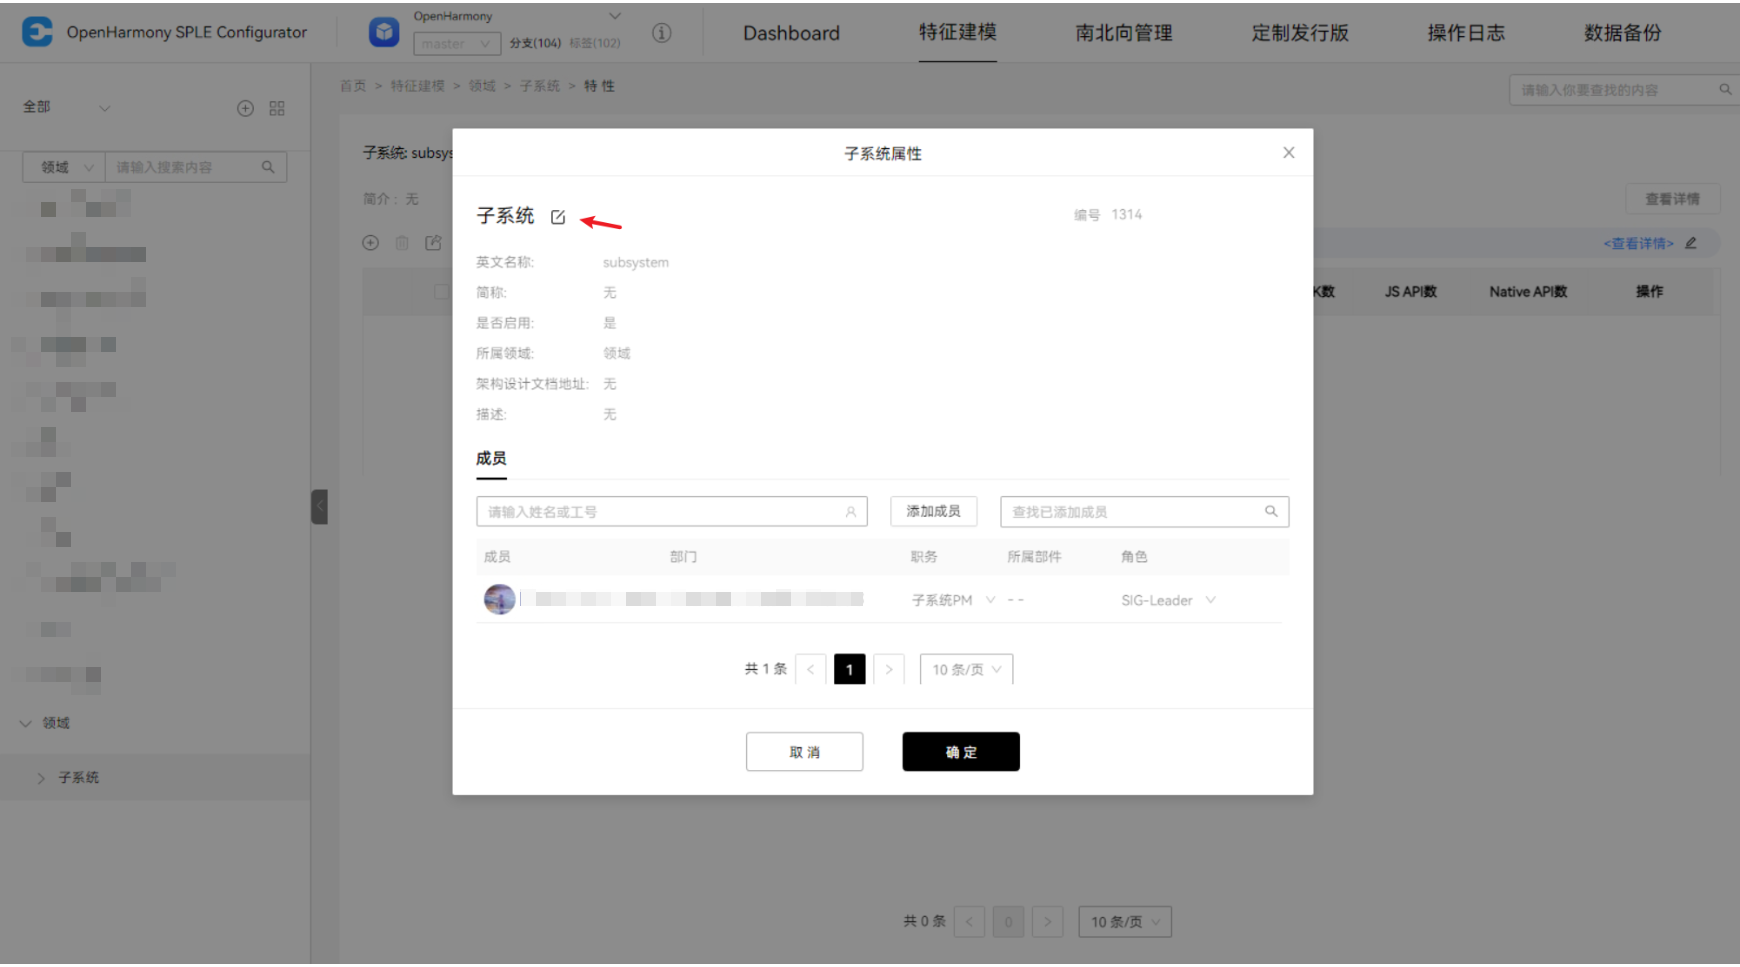 OpenHarmony SPLE Configurator
OpenHarmony
master
分支(104) 标签(102)
Dashboard
特征建模
南北向管理
定制发行版
操作日志
数据备份
全部
领域
请输入搜索内容
领域
子系统
首页 > 特征建模 > 领域 > 子系统 > 特 性
请输入你要查找的内容
子系统: subsys
简介 : 无
查看详情
<查看详情>
K数
JS API数
Native API数
操作
子系统属性
子系统
编号 1314
英文名称: subsystem
简称: 无
是否启用: 是
所属领域: 领域
架构设计文档地址: 无
描述: 无
成员
请输入姓名或工号
添加成员
查找已添加成员
成员 部门 职务 所属部件 角色
子系统PM - - SIG-Leader
共 1 条 < 1 > 10 条/页
取 消
确 定
共 0 条 < 0 > 10 条/页